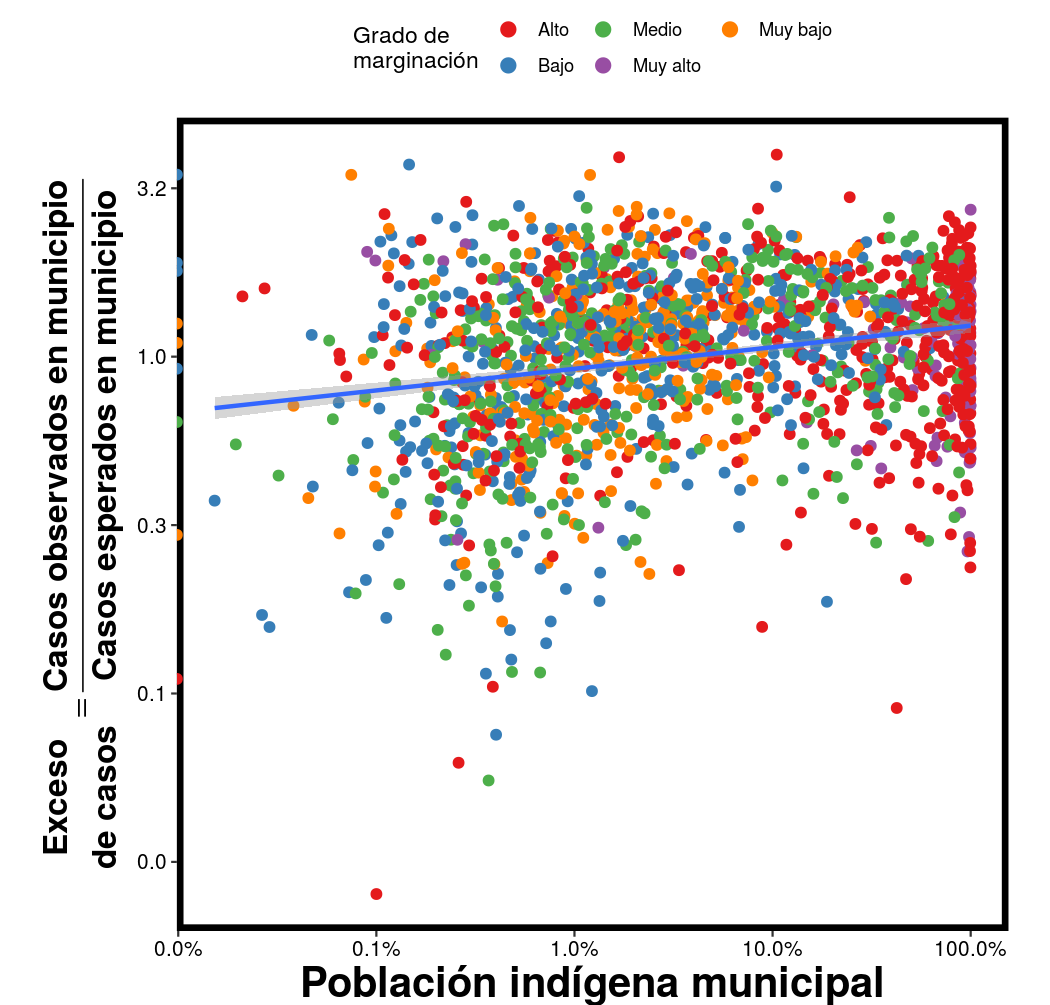 Grado de
marginación
Alto
Medio
Muy bajo
Bajo
Muy alto
Exceso
de casos
=
Casos observados en municipio
Casos esperados en municipio
3.2
1.0
0.3
0.1
0.0
0.0%
0.1%
1.0%
10.0%
100.0%
Población indígena municipal